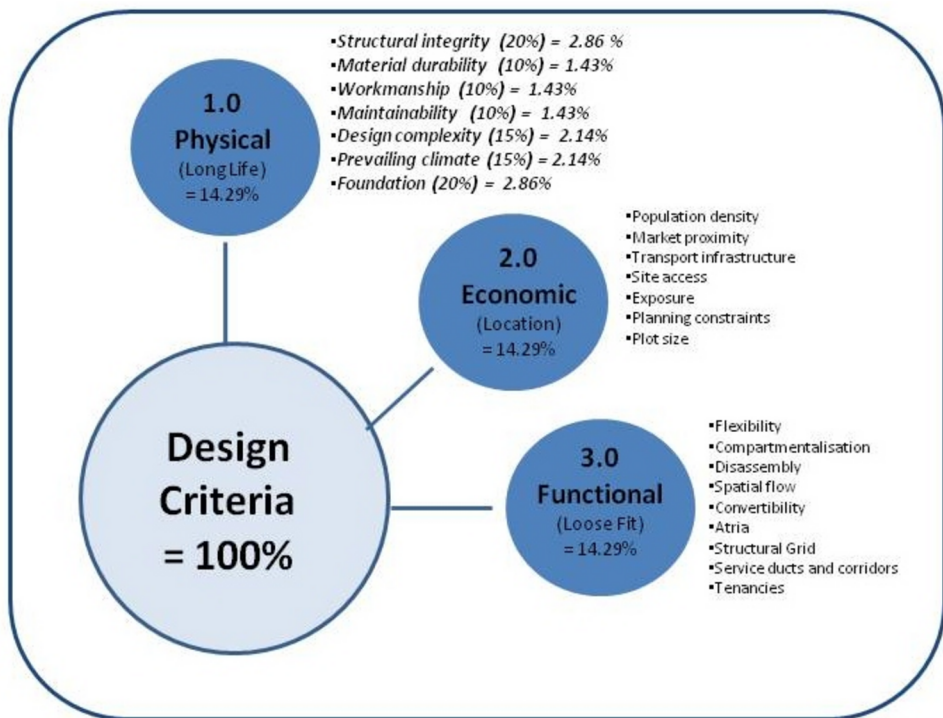 1.0
Physical
(Long Life)
= 14.29%
▪Structural integrity (20%) = 2.86 %
▪Material durability (10%) = 1.43%
▪Workmanship (10%) = 1.43%
▪Maintainability (10%) = 1.43%
▪Design complexity (15%) = 2.14%
▪Prevailing climate (15%) = 2.14%
▪Foundation (20%) = 2.86%
2.0
Economic
(Location)
= 14.29%
▪Population density
▪Market proximity
▪Transport infrastructure
▪Site access
▪Exposure
▪Planning constraints
▪Plot size
Design
Criteria
= 100%
3.0
Functional
(Loose Fit)
= 14.29%
▪Flexibility
▪Compartmentalisation
▪Disassembly
▪Spatial flow
▪Convertibility
▪Atria
▪Structural Grid
▪Service ducts and corridors
▪Tenancies